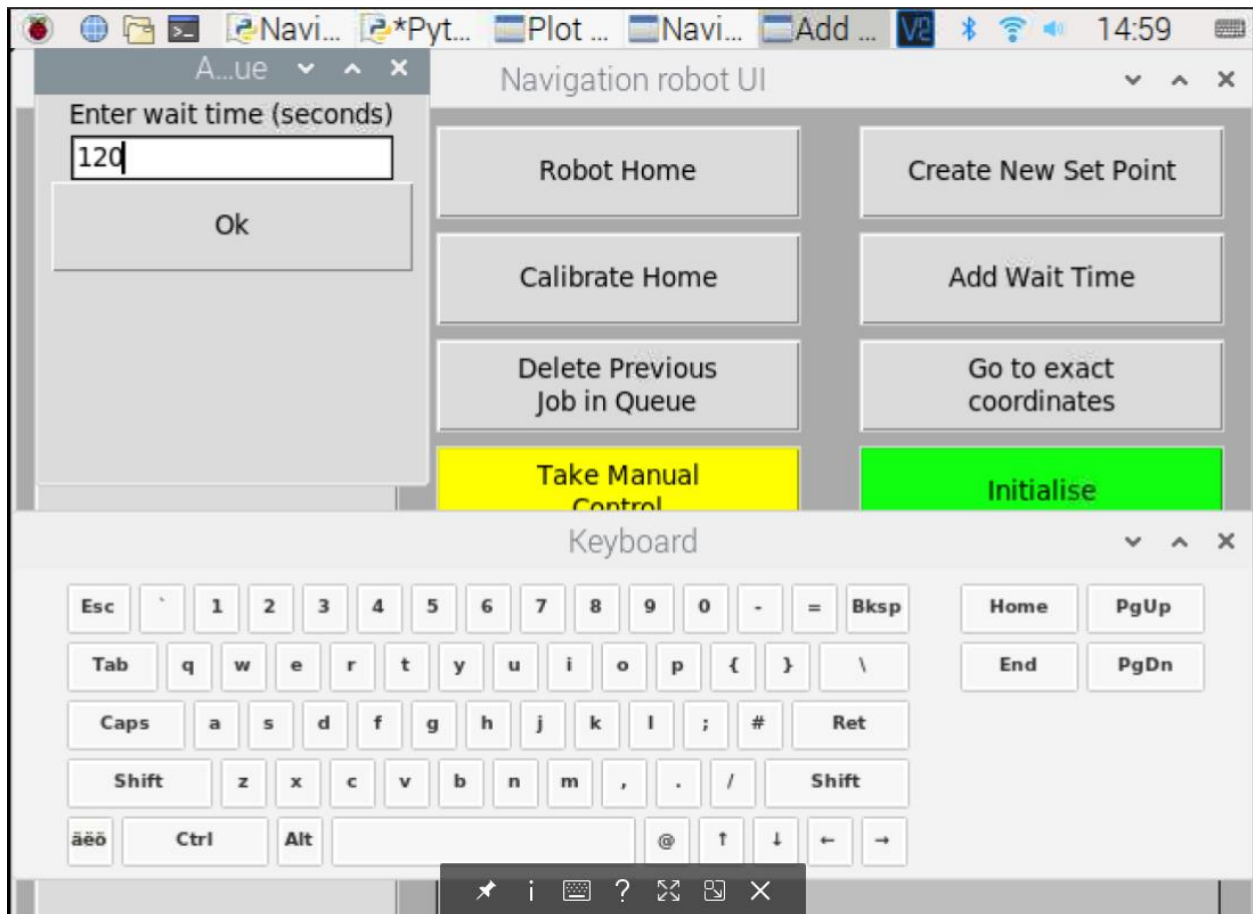 Navi... *Pyt... Plot ... Navi... Add ... V2 14:59
A...ue
Enter wait time (seconds)
120
Ok
Navigation robot UI
Robot Home
Create New Set Point
Calibrate Home
Add Wait Time
Delete Previous
Job in Queue
Go to exact
coordinates
Take Manual
Control
Initialise
Keyboard
Esc ` 1 2 3 4 5 6 7 8 9 0 - = Bksp Home PgUp
Tab q w e r t y u i o p { } \ End PgDn
Caps a s d f g h j k l ; # Ret
Shift z x c v b n m , . / Shift
äëö Ctrl Alt @ ↑ ↓ ← →
i ?